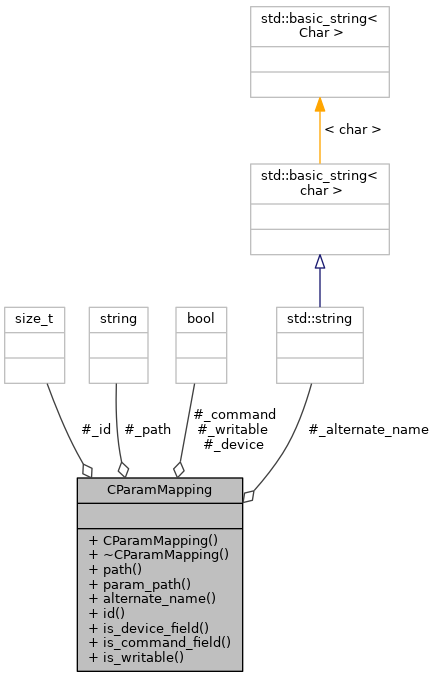 std::basic_string<
Char >
< char >
std::basic_string<
char >
size_t
string
bool
std::string
#_id
#_path
#_command
#_writable
#_device
#_alternate_name
CParamMapping
+ CParamMapping()
+ ~CParamMapping()
+ path()
+ param_path()
+ alternate_name()
+ id()
+ is_device_field()
+ is_command_field()
+ is_writable()